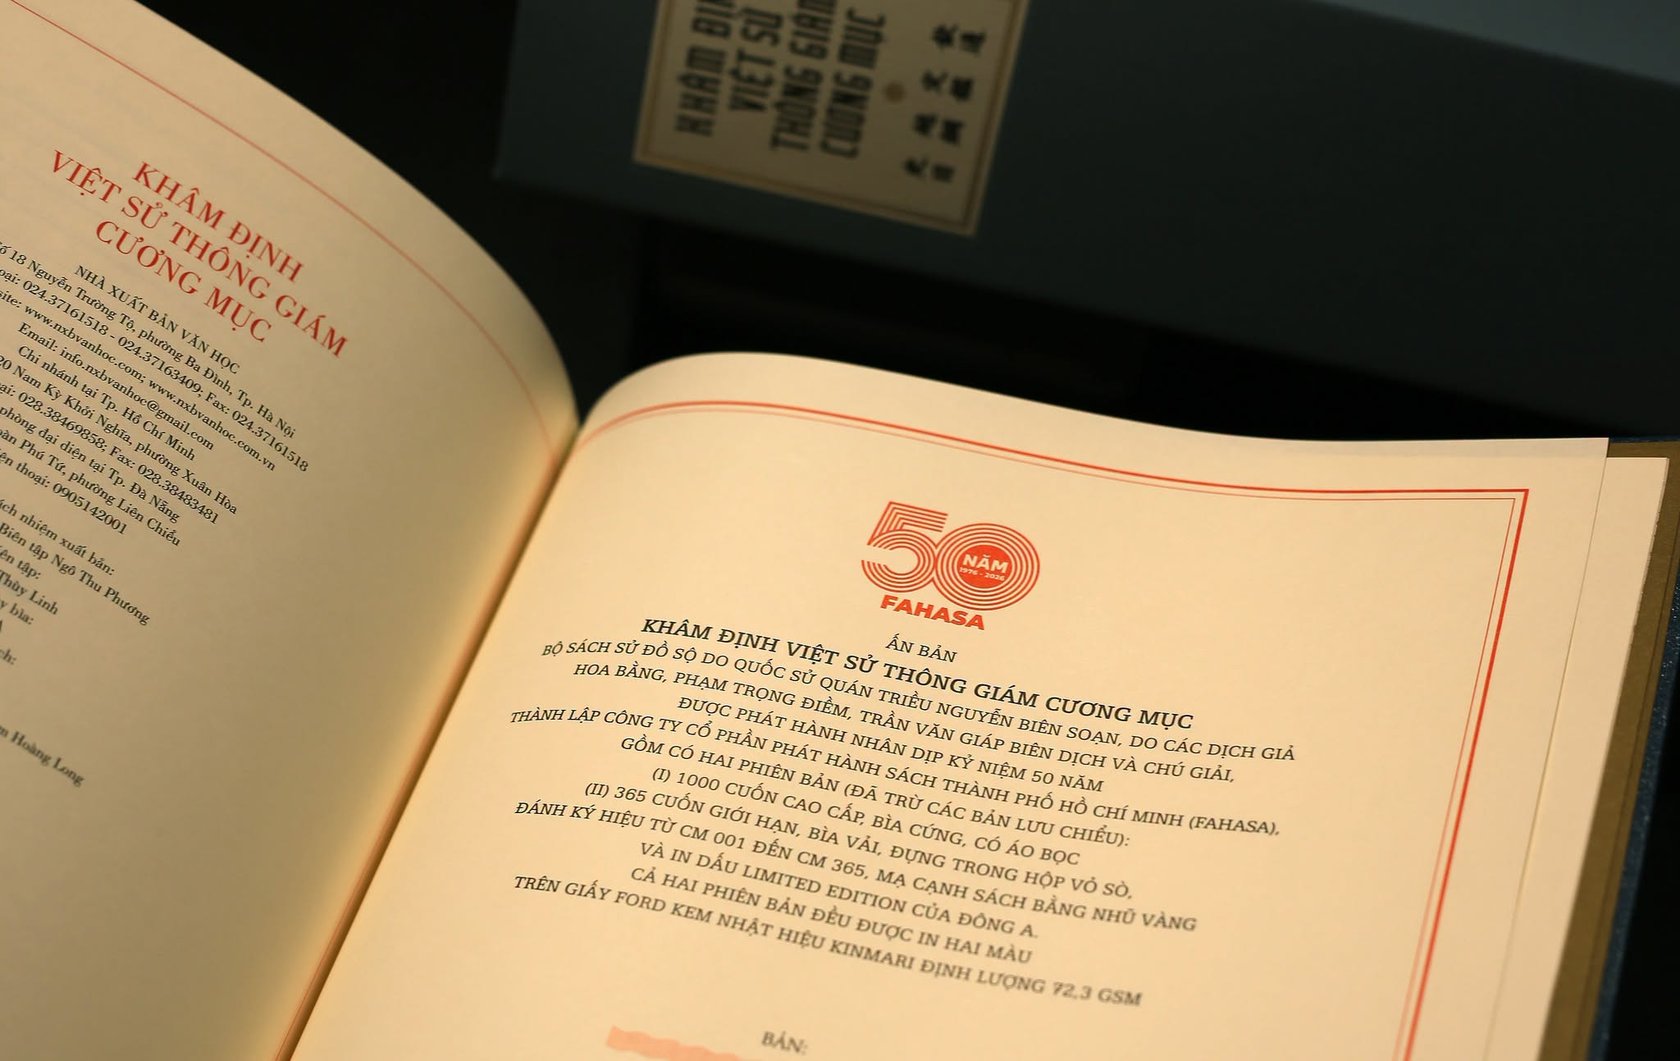 KHÂM ĐỊNH
VIỆT SỬ
THÔNG GIÁM
CƯƠNG MỤC
KHÂM ĐỊNH
VIỆT SỬ THÔNG GIÁM
CƯƠNG MỤC
NHÀ XUẤT BẢN VĂN HỌC
Số 18 Nguyễn Trường Tộ, phường Ba Đình, Tp. Hà Nội
024.37161518 - 024.37163409; Fax: 024.37161518
www.nxbvanhoc.com; www.nxbvanhoc.com.vn
Email: info.nxbvanhoc@gmail.com
Chi nhánh tại Tp. Hồ Chí Minh
Nam Kỳ Khởi Nghĩa, phường Xuân Hòa
028.38469858; Fax: 028.38483481
phòng đại diện tại Tp. Đà Nẵng
Phú Tứ, phường Liên Chiểu
thoại: 0905142001
nhiệm xuất bản:
Biên tập Ngô Thu Phương
tập:
Thùy Linh
bìa:
Hoàng Long
50
NĂM
1976 - 2026
FAHASA
ẤN BẢN
KHÂM ĐỊNH VIỆT SỬ THÔNG GIÁM CƯƠNG MỤC
BỘ SÁCH SỬ ĐỒ SỘ DO QUỐC SỬ QUÁN TRIỀU NGUYỄN BIÊN SOẠN, DO CÁC DỊCH GIẢ
HOA BẰNG, PHẠM TRỌNG ĐIỀM, TRẦN VĂN GIÁP BIÊN DỊCH VÀ CHÚ GIẢI,
ĐƯỢC PHÁT HÀNH NHÂN DỊP KỶ NIỆM 50 NĂM
THÀNH LẬP CÔNG TY CỔ PHẦN PHÁT HÀNH SÁCH THÀNH PHỐ HỒ CHÍ MINH (FAHASA),
GỒM CÓ HAI PHIÊN BẢN (ĐÃ TRỪ CÁC BẢN LƯU CHIỂU):
(I) 1000 CUỐN CAO CẤP, BÌA CỨNG, CÓ ÁO BỌC
(II) 365 CUỐN GIỚI HẠN, BÌA VẢI, ĐỰNG TRONG HỘP VỎ SÒ,
ĐÁNH KÝ HIỆU TỪ CM 001 ĐẾN CM 365, MẠ CẠNH SÁCH BẰNG NHŨ VÀNG
VÀ IN DẤU LIMITED EDITION CỦA ĐÔNG A.
CẢ HAI PHIÊN BẢN ĐỀU ĐƯỢC IN HAI MÀU
TRÊN GIẤY FORD KEM NHẬT HIỆU KINMARI ĐỊNH LƯỢNG 72,3 GSM
BẢN: